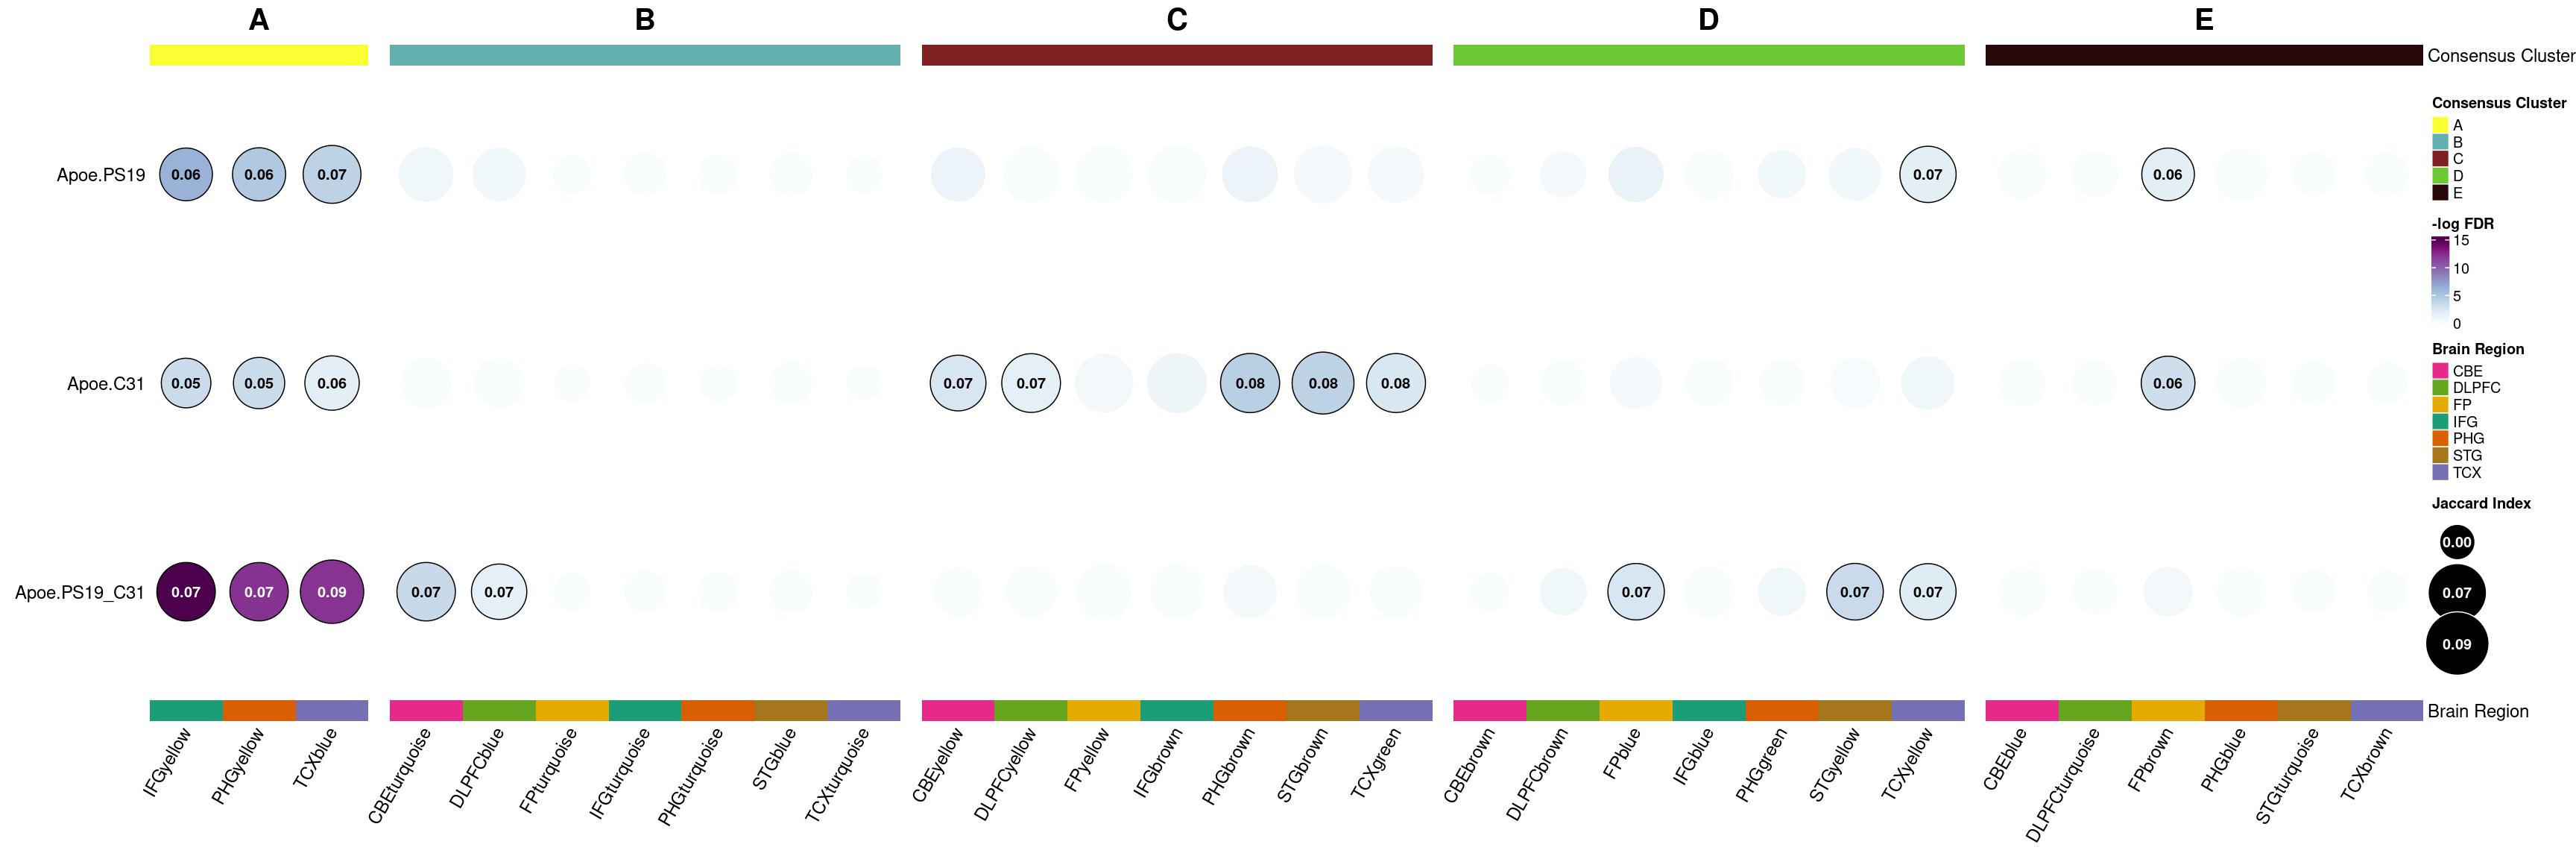 A B C D E
Consensus Cluster
Consensus Cluster
A
B
C
D
E
-log FDR
15
10
5
0
Brain Region
CBE
DLPFC
FP
IFG
PHG
STG
TCX
Jaccard Index
0.00
0.07
0.09
Apoe.PS19 0.06 0.06 0.07 0.07 0.06
Apoe.C31 0.05 0.05 0.06 0.07 0.07 0.08 0.08 0.08 0.06
Apoe.PS19_C31 0.07 0.07 0.09 0.07 0.07 0.07 0.07 0.07
Brain Region
IFGyellow
PHGyellow
TCXblue
CBEturquoise
DLPFCblue
FPturquoise
IFGturquoise
PHGturquoise
STGblue
TCXturquoise
CBEyellow
DLPFCyellow
FPyellow
IFGbrown
PHGbrown
STGbrown
TCXgreen
CBEbrown
DLPFCbrown
FPblue
IFGblue
PHGgreen
STGyellow
TCXyellow
CBEblue
DLPFCturquoise
FPbrown
PHGblue
STGturquoise
TCXbrown